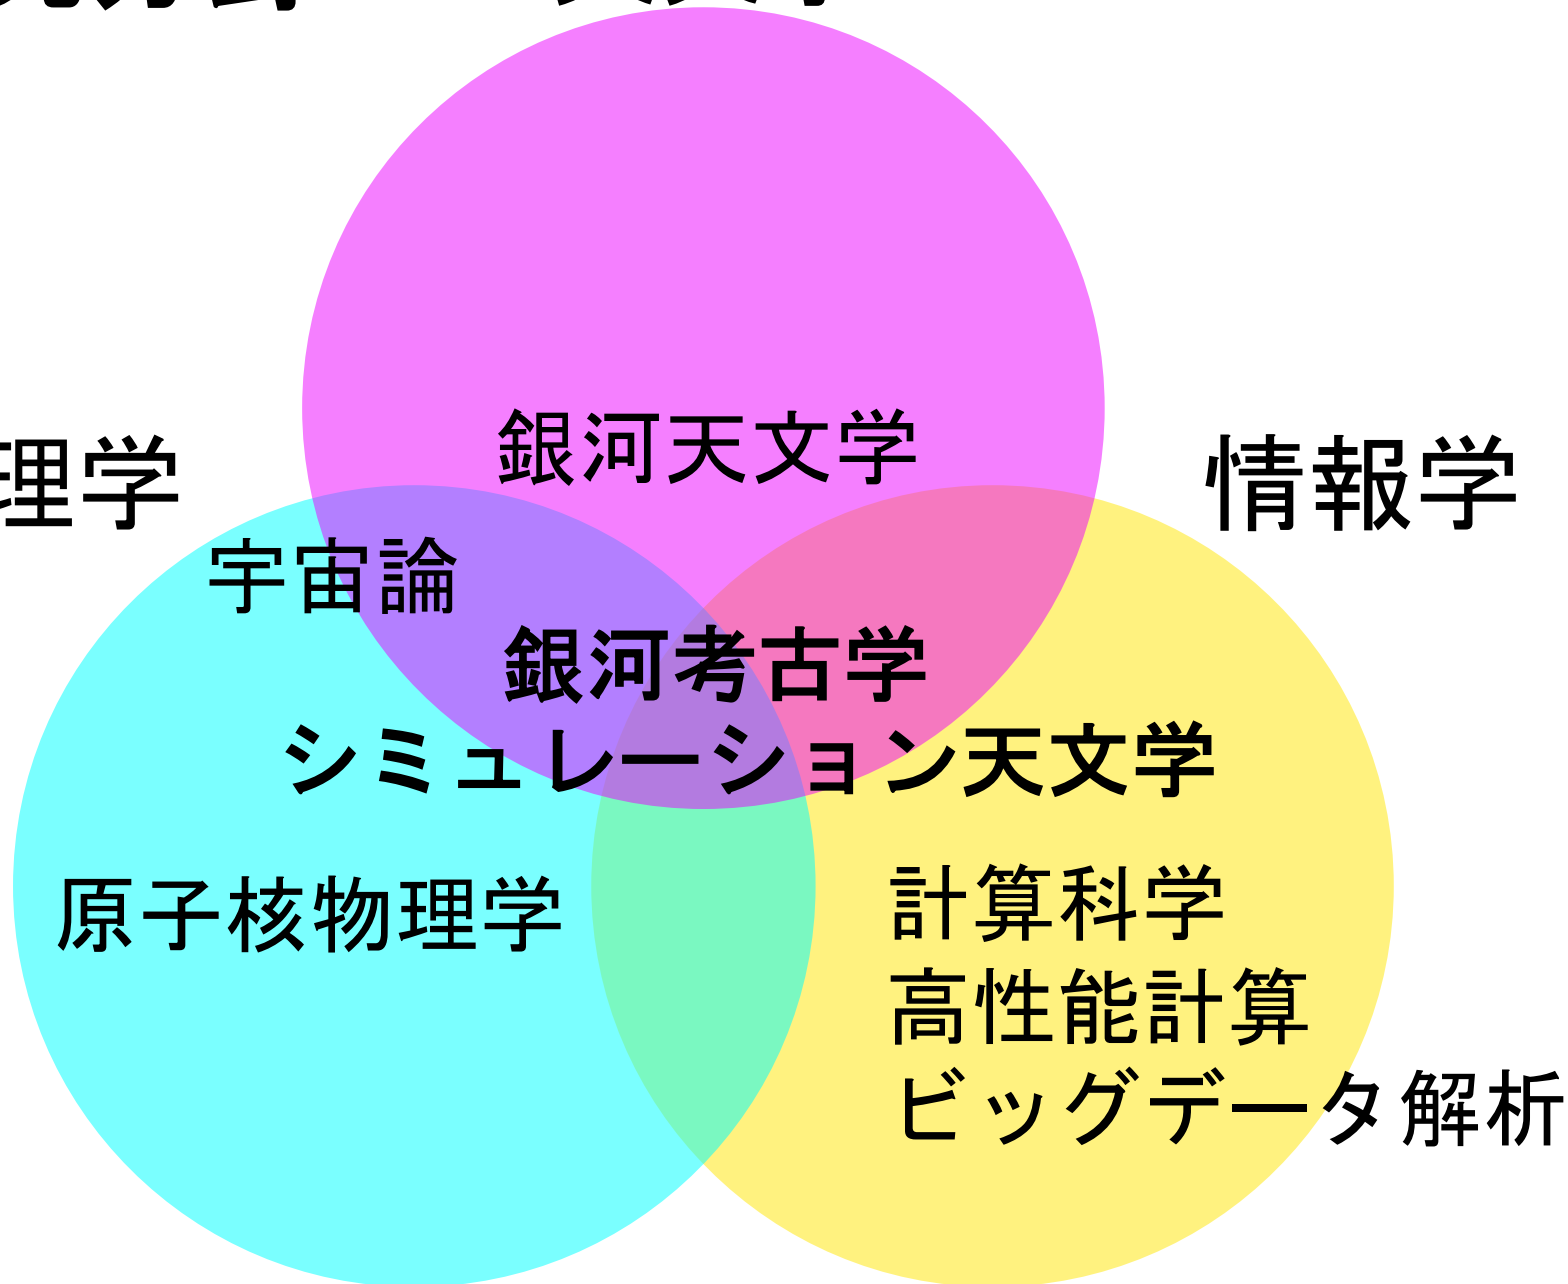 理学
情報学
銀河天文学
宇宙論
銀河考古学
シミュレーション天文学
原子核物理学
計算科学
高性能計算
ビッグデータ解析